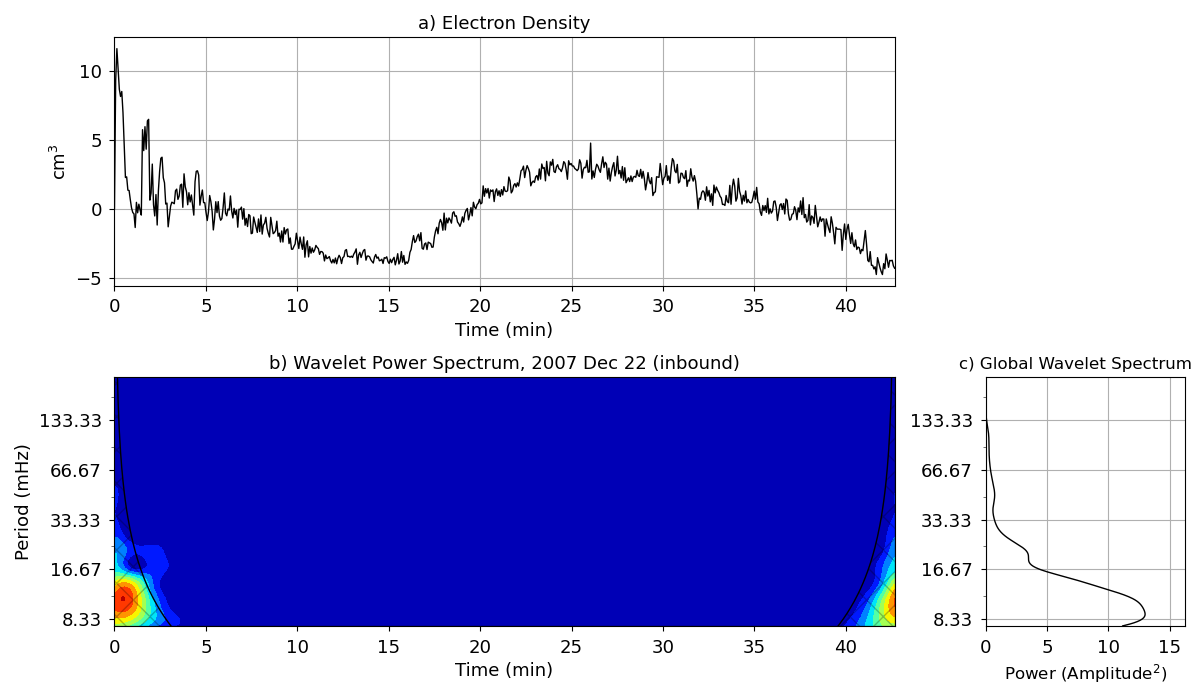 a) Electron Density
cm³
10
5
0
−5
0 5 10 15 20 25 30 35 40
Time (min)
b) Wavelet Power Spectrum, 2007 Dec 22 (inbound)
Period (mHz)
133.33
66.67
33.33
16.67
8.33
0 5 10 15 20 25 30 35 40
Time (min)
c) Global Wavelet Spectrum
133.33
66.67
33.33
16.67
8.33
0 5 10 15
Power (Amplitude²)